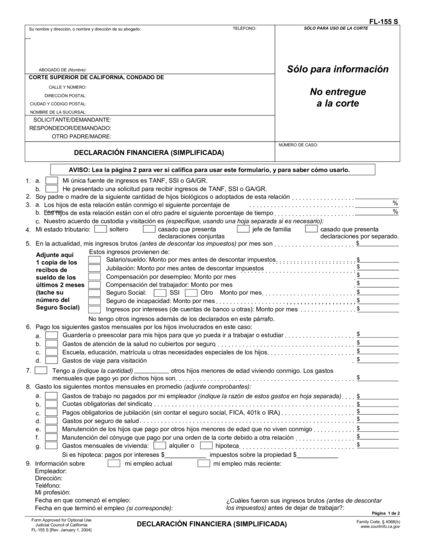 FL-155 S
Su nombre y dirección, o nombre y dirección de su abogado:
TELÉFONO:
SÓLO PARA USO DE LA CORTE
ABOGADO DE (Nombre):
CORTE SUPERIOR DE CALIFORNIA, CONDADO DE
CALLE Y NÚMERO:
DIRECCIÓN POSTAL:
CIUDAD Y CÓDIGO POSTAL:
NOMBRE DE LA SUCURSAL:
Sólo para información
No entregue
a la corte
SOLICITANTE/DEMANDANTE:
RESPONDEDOR/DEMANDADO:
OTRO PADRE/MADRE:
DECLARACIÓN FINANCIERA (SIMPLIFICADA)
NÚMERO DE CASO:
AVISO: Lea la página 2 para ver si califica para usar este formulario, y para saber cómo usarlo.
1. a. Mi única fuente de ingresos es TANF, SSI o GA/GR.
b. He presentado una solicitud para recibir TANF, SSI o GA/GR.
2. Soy padre o madre de la siguiente cantidad de hijos biológicos o adoptados de esta relación
3. a. Los hijos de esta relación están conmigo el siguiente porcentaje de %
b. Los hijos de esta relación están con el otro padre el siguiente porcentaje de tiempo %
c. Nuestro acuerdo de custodia y visitación es (especifique, usando una hoja separada si es necesario):
4. Mi estado tributario: soltero casado que presenta declaraciones conjuntas jefe de familia casado que presenta declaraciones por separado.
5. En la actualidad, mis ingresos brutos (antes de descontar los impuestos) por mes son $
Adjunte aquí
1 copia de los
recibos de
sueldo de los
últimos 2 meses
(tache su
número del
Seguro Social)
Estos ingresos provienen de:
Salario/sueldo: Monto por mes antes de descontar impuestos $
Jubilación: Monto por mes antes de descontar impuestos $
Compensación por desempleo: Monto por mes $
Compensación del trabajador: Monto por mes $
Seguro Social: SSI Otro Monto por mes $
Seguro de incapacidad: Monto por mes $
Ingresos por intereses (de cuentas de banco u otras): Monto por mes $
No tengo otros ingresos además de los declarados en este párrafo.
6. Pago los siguientes gastos mensuales por los hijos involucrados en este caso:
a. Guardería o preescolar para mis hijos para que yo pueda ir a trabajar o estudiar $
b. Gastos de atención de la salud no cubiertos por seguro $
c. Escuela, educación, matrícula u otras necesidades especiales de los hijos $
d. Gastos de viaje para visitación $
7. Tengo a (indique la cantidad) otros hijos menores de edad viviendo conmigo. Los gastos
mensuales que pago yo por dichos hijos son $
8. Gasto los siguientes montos mensuales en promedio (adjunte comprobantes):
a. Gastos de trabajo no pagados por mi empleador (indique la razón de estos gastos en hoja separada) $
b. Cuotas obligatorias del sindicato $
c. Pagos obligatorios de jubilación (sin contar el seguro social, FICA, 401k o IRA) $
d. Gastos por seguro de salud $
e. Manutención de los hijos que pago por otros hijos menores de edad que no viven conmigo $
f. Manutención del cónyuge que pago por una orden de la corte debido a otra relación $
g. Gastos mensuales de vivienda: alquiler o hipoteca $
Si es hipoteca: pagos por intereses $ impuestos sobre la propiedad $
9. Información sobre mi empleo actual mi empleo más reciente:
Empleador:
Dirección:
Teléfono:
Mi profesión:
Fecha en que comenzó el empleo:
Fecha en que terminó el empleo (si corresponde):
¿Cuáles fueron sus ingresos brutos (antes de descontar
los impuestos) antes de dejar de trabajar?:
Página 1 de 2
Form Approved for Optional Use
Judicial Council of California
FL-155 S [Rev. January 1, 2004]
DECLARACIÓN FINANCIERA (SIMPLIFICADA)
Family Code, § 4068(b)
www.courtinfo.ca.gov